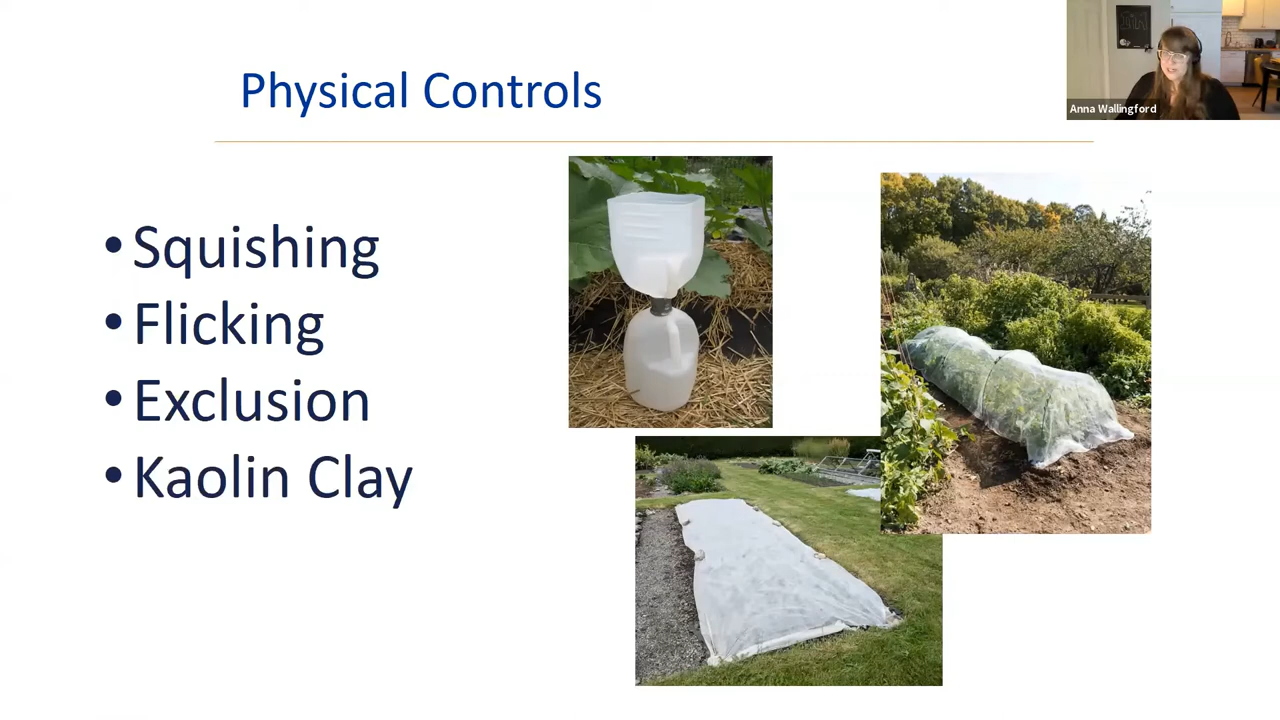 Physical Controls
Anna Wallingford
• Squishing
• Flicking
• Exclusion
• Kaolin Clay